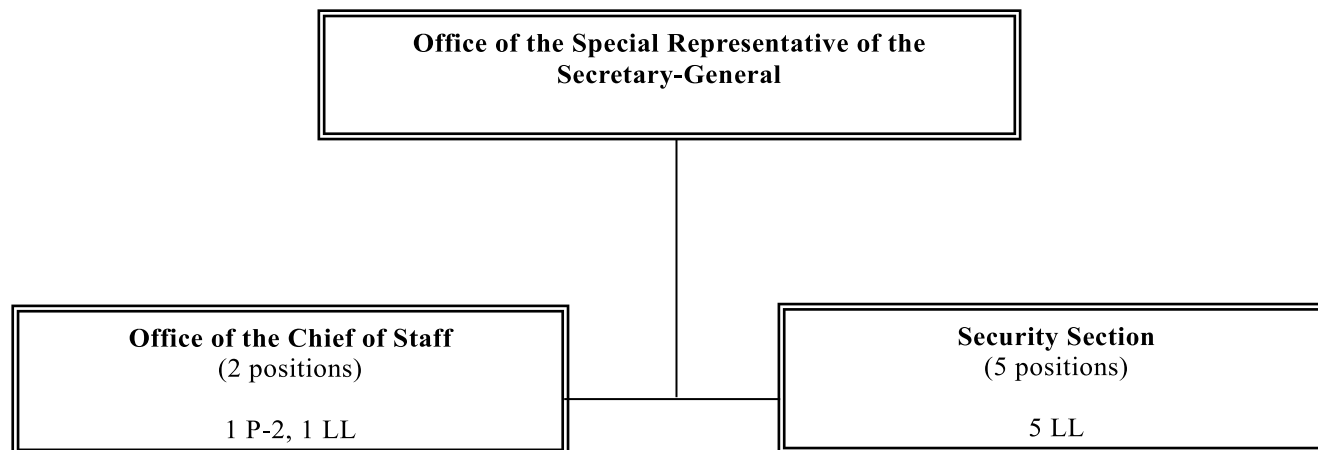 Office of the Special Representative of the
Secretary-General
Office of the Chief of Staff
(2 positions)
1 P-2, 1 LL
Security Section
(5 positions)
5 LL